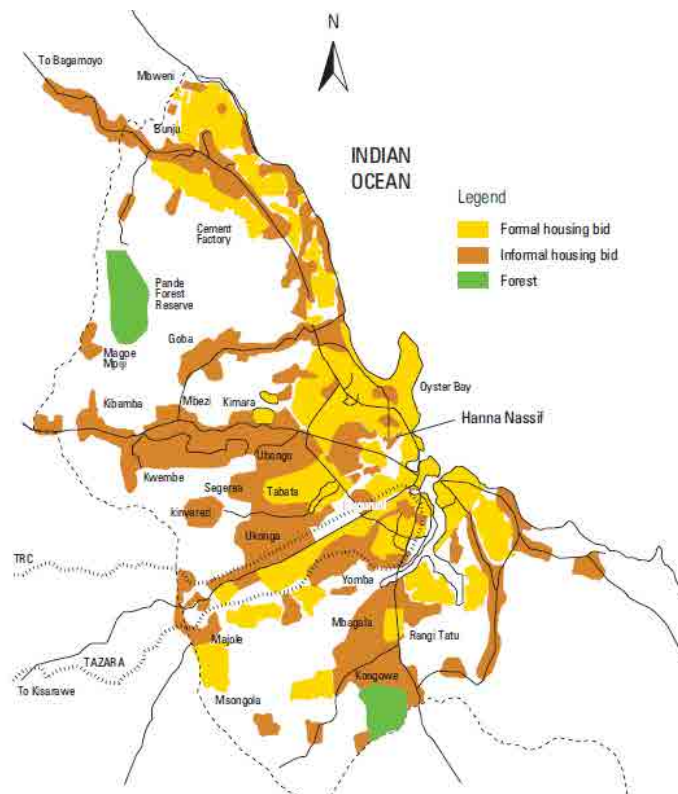 N
To Bagamoyo
Mbweni
Bunju
INDIAN
OCEAN
Legend
Formal housing bid
Informal housing bid
Forest
Cement
Factory
Pande
Forest
Reserve
Goba
Magoe
Mpiji
Oyster Bay
Kibamba
Mbezi
Kimara
Hanna Nassif
Ubongo
Kwembe
Segerea
Tabata
kinyarezi
Ukonga
TRC
Yomba
Mbagala
Rangi Tatu
Majole
TAZARA
Kongowe
To Kisarawe
Msongola